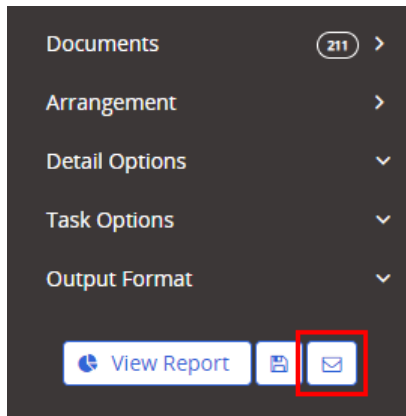 Documents 211
Arrangement
Detail Options
Task Options
Output Format
View Report